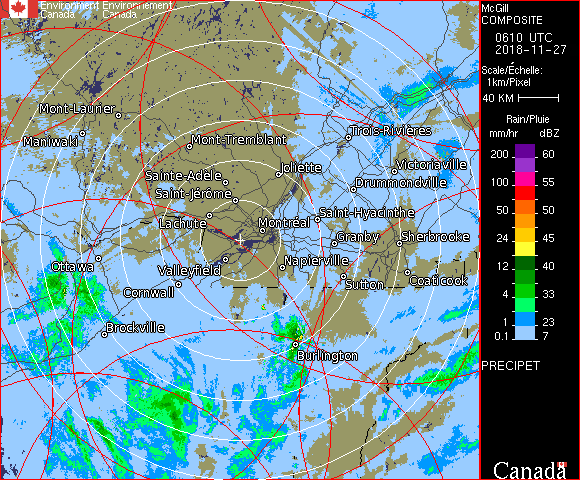 Environment Environnement
Canada Canada
McGill
COMPOSITE
0610 UTC
2018-11-27
Scale/Échelle:
1km/Pixel
40 KM
Rain/Pluie
mm/hr dBZ
200 60
100 55
50 50
24 45
12 40
4 33
1 23
0.1 7
PRECIPET
Mont-Laurier
Maniwaki
Mont-Tremblant
Trois-Rivières
Joliette
Victoriaville
Sainte-Adèle
Drummondville
Saint-Jérôme
Saint-Hyacinthe
Lachute
Montréal
Granby
Sherbrooke
Ottawa
Valleyfield
Napierville
Coaticook
Cornwall
Sutton
Brockville
Burlington
Canada